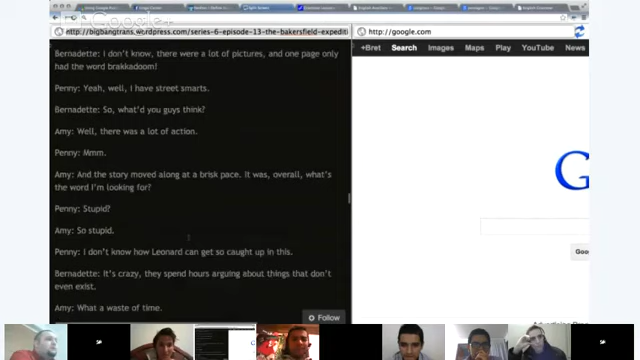 Google+
Split Screen
http://bigbangtrans.wordpress.com/series-6-episode-13-the-bakersfield-expediti
http://google.com
Bernadette: I don't know, there were a lot of pictures, and one page only
had the word brakkadoom!
Penny: Yeah, well, I have street smarts.
Bernadette: So, what'd you guys think?
Amy: Well, there was a lot of action.
Penny: Mmm.
Amy: And the story moved along at a brisk pace. It was, overall, what's
the word I'm looking for?
Penny: Stupid?
Amy: So stupid.
Penny: I don't know how Leonard can get so caught up in this.
Bernadette: It's crazy, they spend hours arguing about things that don't
even exist.
Amy: What a waste of time.
Follow
+Bret Search Images Maps Play YouTube News
G
Goo